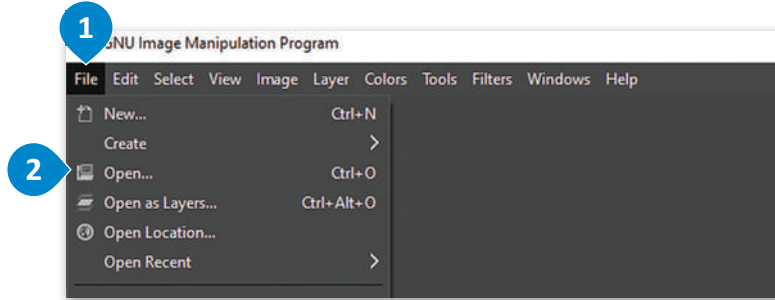 1
GNU Image Manipulation Program
File Edit Select View Image Layer Colors Tools Filters Windows Help
New... Ctrl+N
Create
2
Open... Ctrl+O
Open as Layers... Ctrl+Alt+O
Open Location...
Open Recent